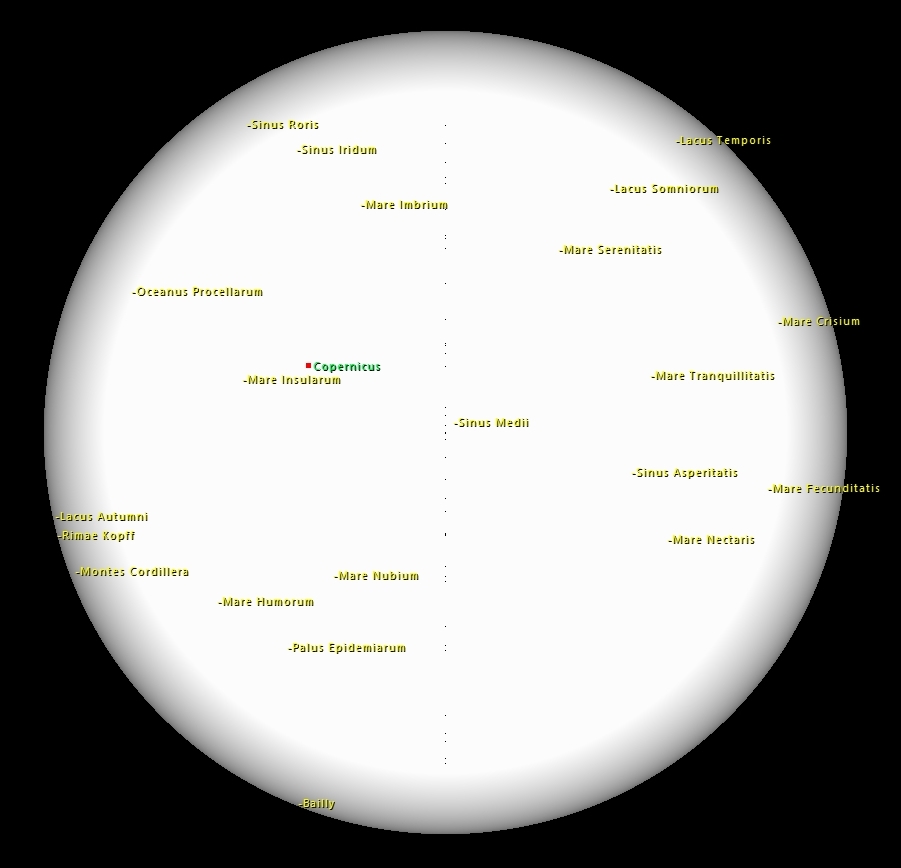 -Sinus Roris
-Lacus Temporis
-Sinus Iridum
-Lacus Somniorum
-Mare Imbrium
-Mare Serenitatis
-Oceanus Procellarum
-Mare Crisium
Copernicus
-Mare Insularum
-Mare Tranquillitatis
-Sinus Medii
-Sinus Asperitatis
-Mare Fecunditatis
-Lacus Autumni
-Rimae Kopff
-Mare Nectaris
-Montes Cordillera
-Mare Nubium
-Mare Humorum
-Palus Epidemiarum
-Bailly